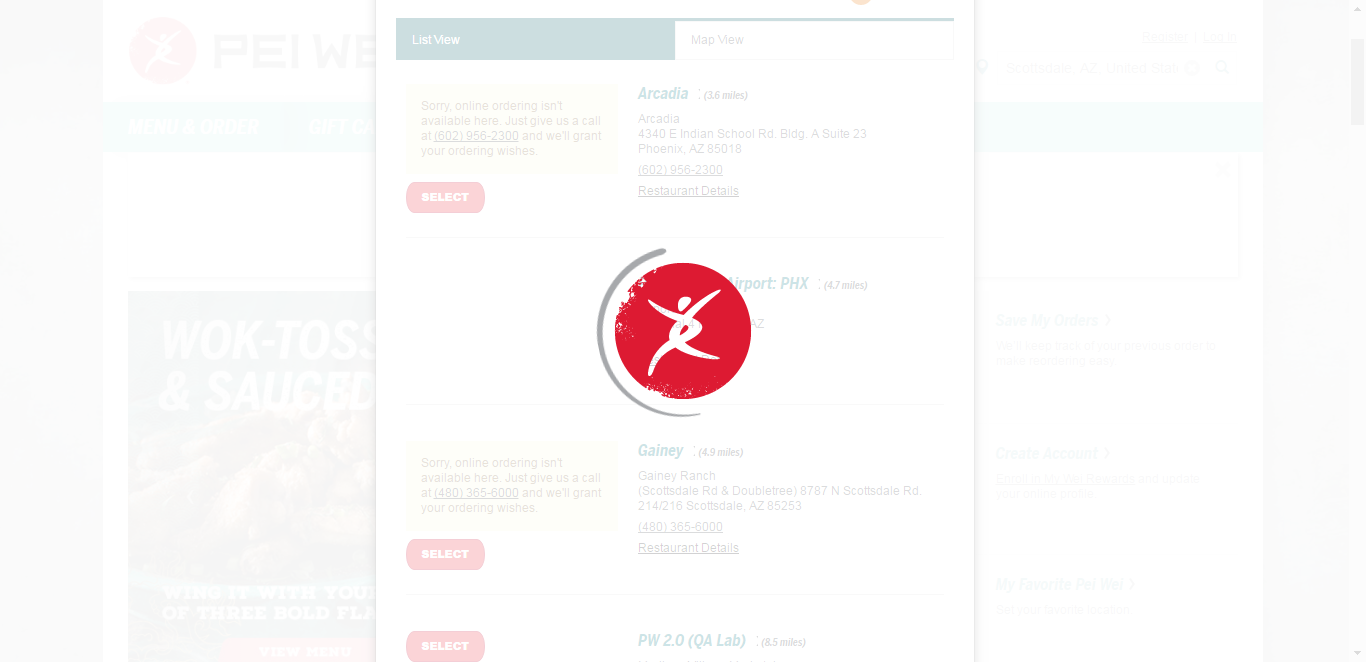 PEI WE
Register | Log In
Scottsdale, AZ, United Stat
MENU & ORDER
GIFT CA
List View
Map View
Sorry, online ordering isn't
available here. Just give us a call
at (602) 956-2300 and we'll grant
your ordering wishes.
SELECT
Arcadia : (3.6 miles)
Arcadia
4340 E Indian School Rd. Bldg. A Suite 23
Phoenix, AZ 85018
(602) 956-2300
Restaurant Details
Airport: PHX : (4.7 miles)
AZ
Sorry, online ordering isn't
available here. Just give us a call
at (480) 365-6000 and we'll grant
your ordering wishes.
SELECT
Gainey : (4.9 miles)
Gainey Ranch
(Scottsdale Rd & Doubletree) 8787 N Scottsdale Rd.
214/216 Scottsdale, AZ 85253
(480) 365-6000
Restaurant Details
SELECT
PW 2.0 (QA Lab) : (8.5 miles)
WOK-TOSS
& SAUCED
WING IT WITH YOUR
OF THREE BOLD FLA
VIEW MENU
Save My Orders >
We'll keep track of your previous order to
make reordering easy.
Create Account >
Enroll in My Wei Rewards and update
your online profile.
My Favorite Pei Wei >
Set your favorite location.